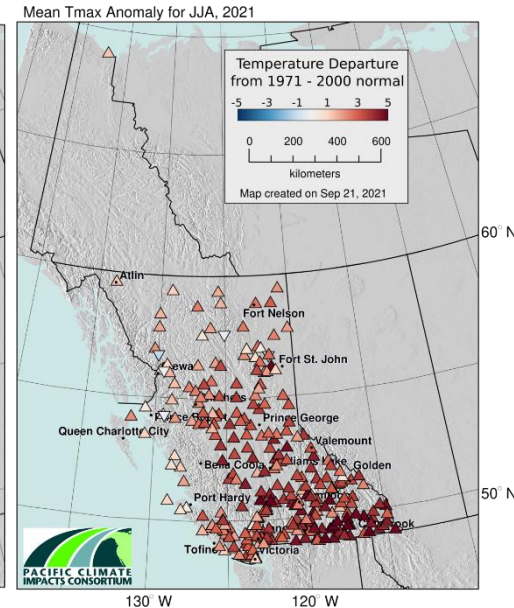 Mean Tmax Anomaly for JJA, 2021
Temperature Departure
from 1971 - 2000 normal
-5 -3 -1 1 3 5
0 200 400 600
kilometers
Map created on Sep 21, 2021
60° N
Atlin
Fort Nelson
Fort St. John
Prince George
Queen Charlotte City
Valemount
Bella Coola
Golden
Port Hardy
50° N
Tofino
Victoria
PACIFIC CLIMATE
IMPACTS CONSORTIUM
130° W 120° W